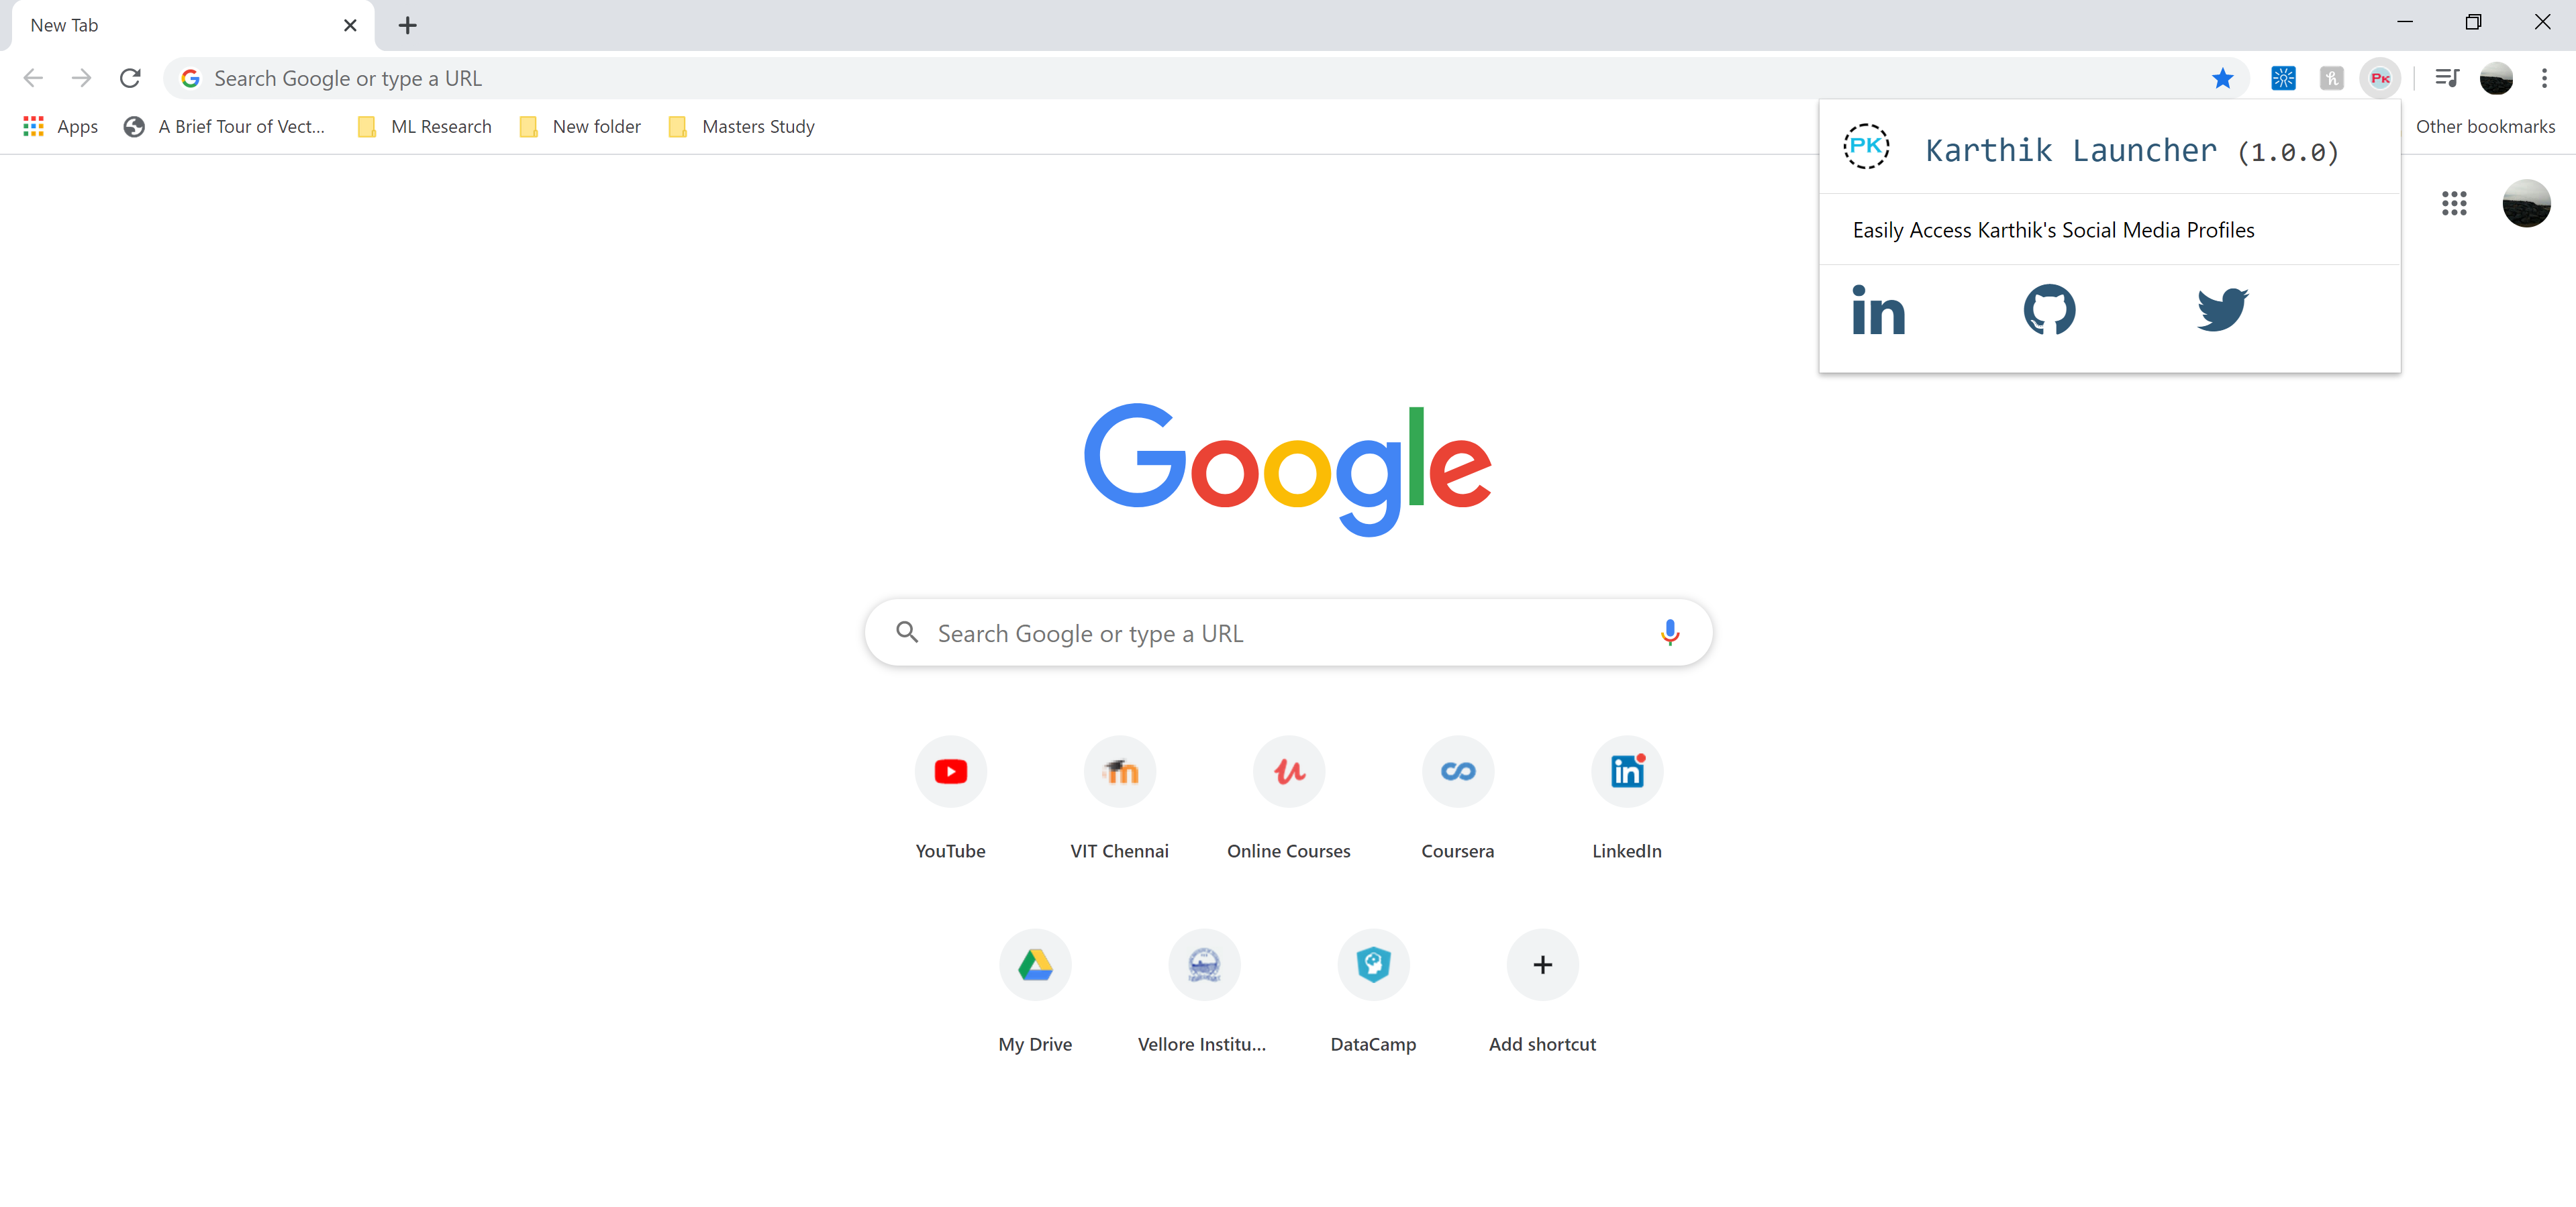 New Tab
Search Google or type a URL
PK
Apps
A Brief Tour of Vect...
ML Research
New folder
Masters Study
Other bookmarks
PK
Karthik Launcher (1.0.0)
Easily Access Karthik's Social Media Profiles
in
Google
Search Google or type a URL
YouTube
VIT Chennai
Online Courses
Coursera
LinkedIn
My Drive
Vellore Institu...
DataCamp
Add shortcut